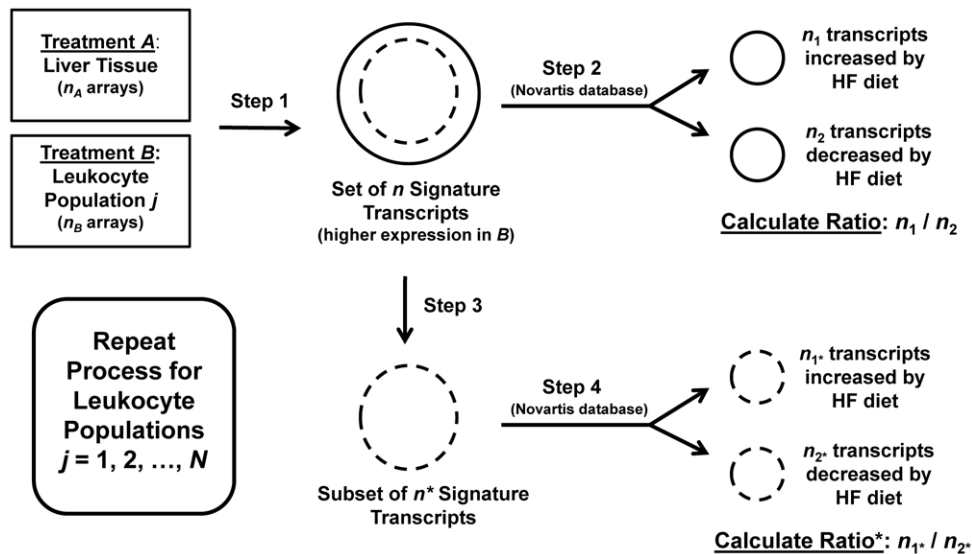 Treatment A:
Liver Tissue
(nA arrays)
Treatment B:
Leukocyte
Population j
(nB arrays)
Step 1
Set of n Signature
Transcripts
(higher expression in B)
Step 2
(Novartis database)
n1 transcripts
increased by
HF diet
n2 transcripts
decreased by
HF diet
Calculate Ratio: n1 / n2
Step 3
Repeat
Process for
Leukocyte
Populations
j = 1, 2, …, N
Subset of n* Signature
Transcripts
Step 4
(Novartis database)
n1* transcripts
increased by
HF diet
n2* transcripts
decreased by
HF diet
Calculate Ratio*: n1* / n2*